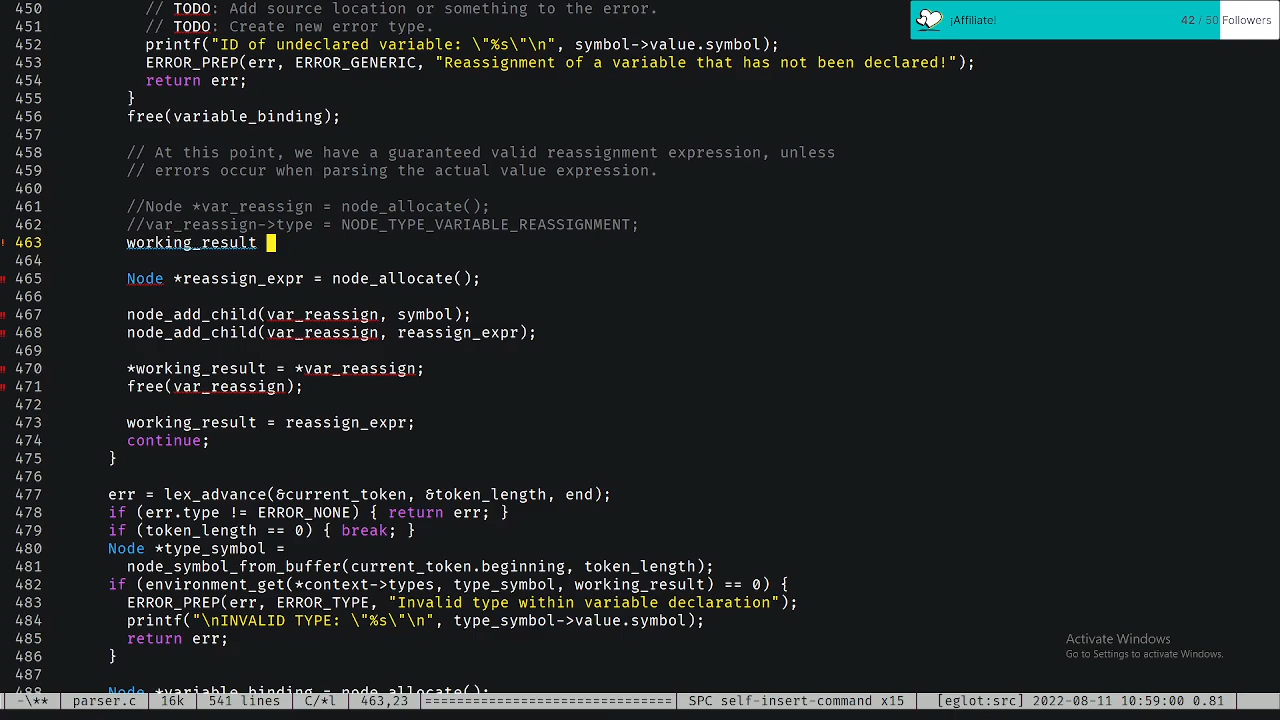 450           // TODO: Add source location or something to the error.
451           // TODO: Create new error type.
452           printf("ID of undeclared variable: \"%s\"\n", symbol->value.symbol);
453           ERROR_PREP(err, ERROR_GENERIC, "Reassignment of a variable that has not been declared!");
454           return err;
455         }
456         free(variable_binding);
457
458         // At this point, we have a guaranteed valid reassignment expression, unless
459         // errors occur when parsing the actual value expression.
460
461         //Node *var_reassign = node_allocate();
462         //var_reassign->type = NODE_TYPE_VARIABLE_REASSIGNMENT;
! 463         working_result
464
!! 465         Node *reassign_expr = node_allocate();
466
!! 467         node_add_child(var_reassign, symbol);
!! 468         node_add_child(var_reassign, reassign_expr);
469
!! 470         *working_result = *var_reassign;
!! 471         free(var_reassign);
472
473         working_result = reassign_expr;
474         continue;
475       }
476
477       err = lex_advance(&current_token, &token_length, end);
478       if (err.type != ERROR_NONE) { return err; }
479       if (token_length == 0) { break; }
480       Node *type_symbol =
481         node_symbol_from_buffer(current_token.beginning, token_length);
482       if (environment_get(*context->types, type_symbol, working_result) == 0) {
483         ERROR_PREP(err, ERROR_TYPE, "Invalid type within variable declaration");
484         printf("\nINVALID TYPE: \"%s\"\n", type_symbol->value.symbol);
485         return err;
486       }
487
488       Node *variable_binding = node_allocate();
¡Affiliate! 42 / 50 Followers
Activate Windows
Go to Settings to activate Windows.
-\** parser.c 16k 541 lines C/*l 463,23 SPC self-insert-command x15 [eglot:src] 2022-08-11 10:59:00 0.81